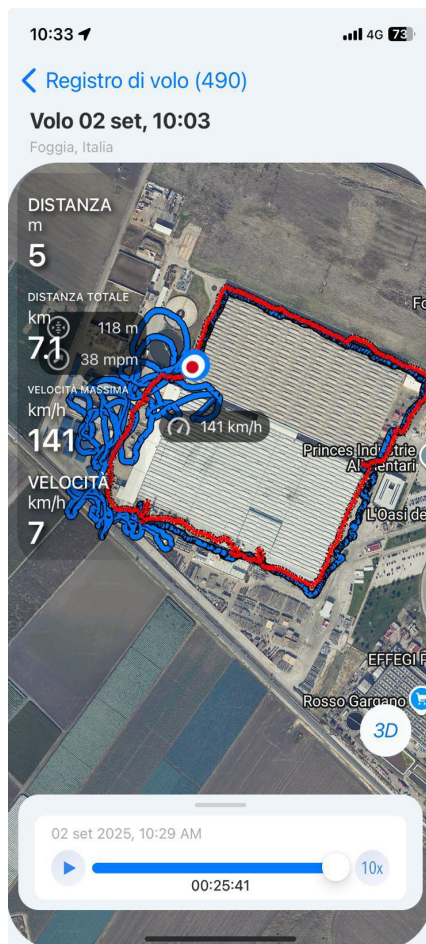 10:33
4G 73
Registro di volo (490)
Volo 02 set, 10:03
Foggia, Italia
DISTANZA
m
5
DISTANZA TOTALE
km
7.1
118 m
38 mpm
VELOCITÀ MASSIMA
km/h
141
141 km/h
VELOCITÀ
km/h
7
Fo
Princes Industrie
Alimentari
L'Oasi de
EFFEGI F
Rosso Gargano
3D
02 set 2025, 10:29 AM
10x
00:25:41